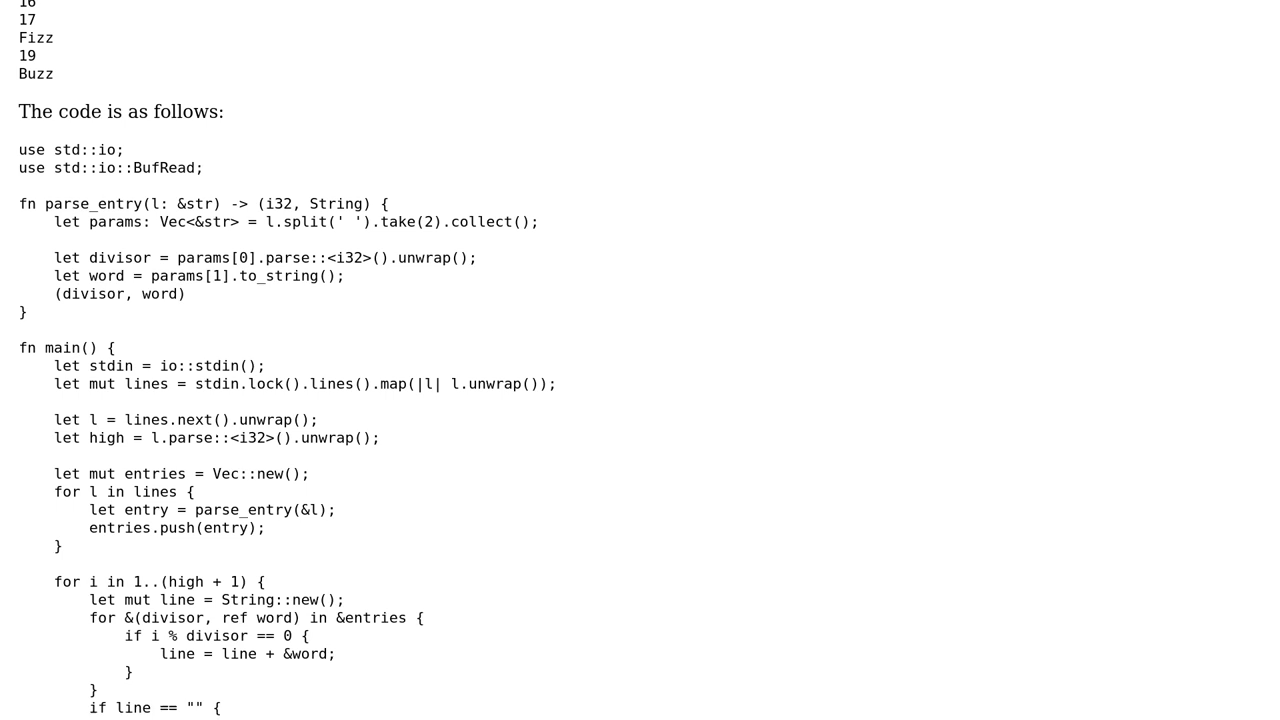 16
17
Fizz
19
Buzz
The code is as follows:
use std::io;
use std::io::BufRead;
fn parse_entry(l: &str) -> (i32, String) {
    let params: Vec<&str> = l.split(' ').take(2).collect();
    let divisor = params[0].parse::<i32>().unwrap();
    let word = params[1].to_string();
    (divisor, word)
}
fn main() {
    let stdin = io::stdin();
    let mut lines = stdin.lock().lines().map(|l| l.unwrap());
    let l = lines.next().unwrap();
    let high = l.parse::<i32>().unwrap();
    let mut entries = Vec::new();
    for l in lines {
        let entry = parse_entry(&l);
        entries.push(entry);
    }
    for i in 1..(high + 1) {
        let mut line = String::new();
        for &(divisor, ref word) in &entries {
            if i % divisor == 0 {
                line = line + &word;
            }
        }
        if line == "" {